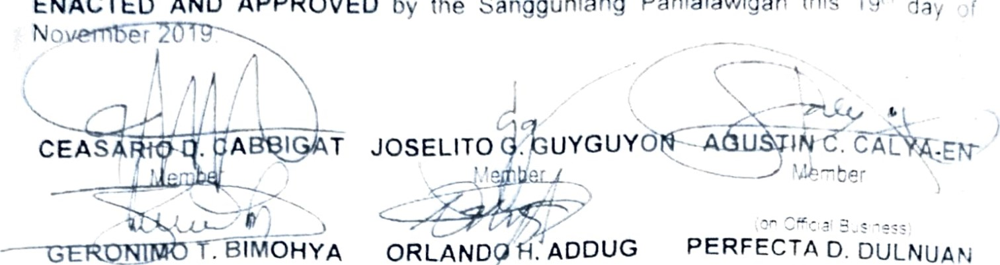 ENACTED AND APPROVED by the Sangguniang Panlalawigan this 19th day of
November 2019.
CEASARIO D. CABBIGAT JOSELITO G. GUYGUYON AGUSTIN C. CALYA-EN
Member Member Member
(on Official Business)
GERONIMO T. BIMOHYA ORLANDO H. ADDUG PERFECTA D. DULNUAN